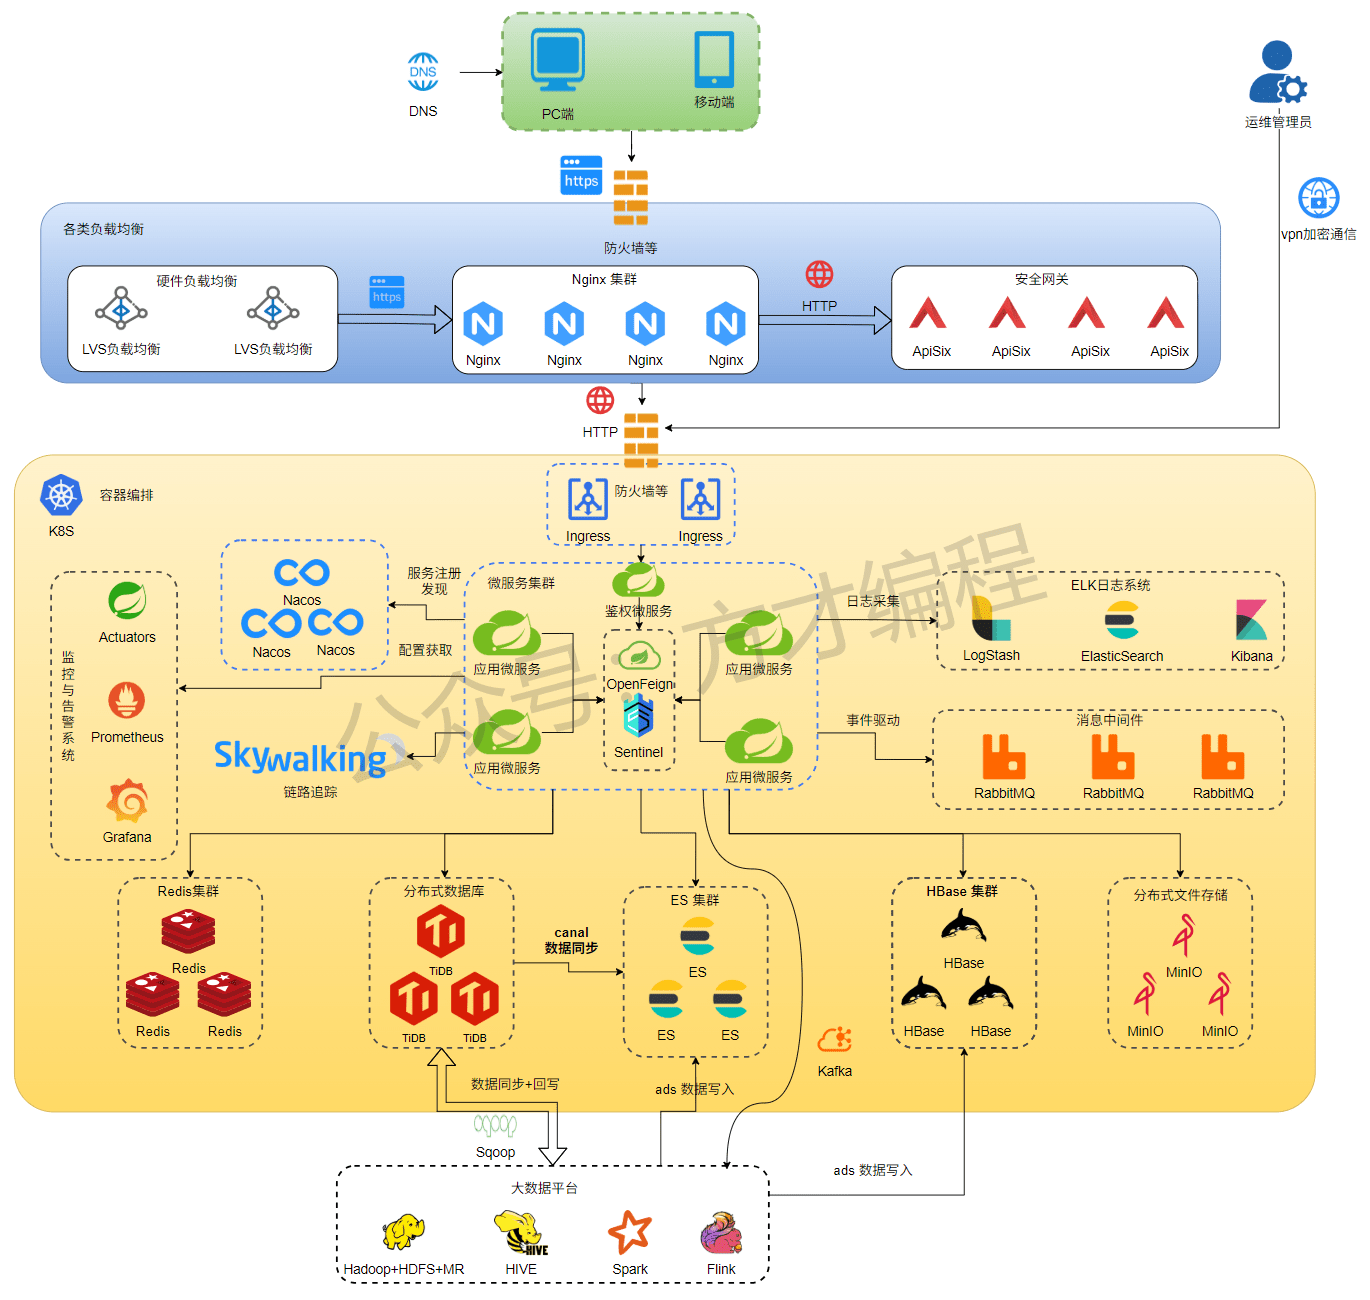 DNS
DNS
PC端
移动端
运维管理员
https
vpn加密通信
各类负载均衡
防火墙等
硬件负载均衡
LVS负载均衡
LVS负载均衡
https
Nginx 集群
Nginx
Nginx
Nginx
Nginx
HTTP
安全网关
ApiSix
ApiSix
ApiSix
ApiSix
HTTP
K8S
容器编排
防火墙等
Ingress
Ingress
Nacos
Nacos
Nacos
服务注册
发现
配置获取
微服务集群
鉴权微服务
应用微服务
应用微服务
OpenFeign
Sentinel
应用微服务
应用微服务
日志采集
ELK日志系统
LogStash
ElasticSearch
Kibana
事件驱动
消息中间件
RabbitMQ
RabbitMQ
RabbitMQ
监控与告警系统
Actuators
Prometheus
Grafana
Skywalking
链路追踪
公众号：方才编程
Redis集群
Redis
Redis
Redis
分布式数据库
TiDB
TiDB
TiDB
canal
数据同步
ES 集群
ES
ES
ES
HBase 集群
HBase
HBase
HBase
分布式文件存储
MinIO
MinIO
MinIO
Kafka
数据同步+回写
ads 数据写入
sqoop
Sqoop
ads 数据写入
大数据平台
Hadoop+HDFS+MR
HIVE
HIVE
Spark
Flink